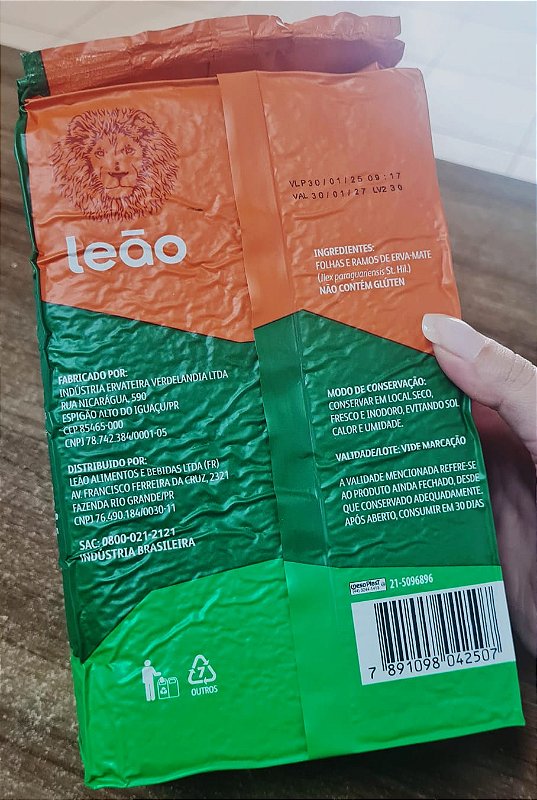 leão
VLP30/01/25 09:17
VAL 30/01/27 LV2 30
INGREDIENTES:
FOLHAS E RAMOS DE ERVA-MATE
(Ilex paraguariensis St. Hil.)
NÃO CONTÉM GLÚTEN
FABRICADO POR:
INDÚSTRIA ERVATEIRA VERDELANDIA LTDA
RUA NICARÁGUA, 590
ESPIGÃO ALTO DO IGUAÇU/PR
CEP 85465-000
CNPJ 78.742.384/0001-05
DISTRIBUIDO POR:
LEÃO ALIMENTOS E BEBIDAS LTDA (FR)
AV. FRANCISCO FERREIRA DA CRUZ, 2321
FAZENDA RIO GRANDE/PR
CNPJ 76.490.184/0030-11
SAC: 0800-021-2121
INDÚSTRIA BRASILEIRA
MODO DE CONSERVAÇÃO:
CONSERVAR EM LOCAL SECO,
FRESCO E INODORO, EVITANDO SOL,
CALOR E UMIDADE.
VALIDADE/LOTE: VIDE MARCAÇÃO
A VALIDADE MENCIONADA REFERE-SE
AO PRODUTO AINDA FECHADO, DESDE
QUE CONSERVADO ADEQUADAMENTE.
APÓS ABERTO, CONSUMIR EM 30 DIAS
21-5096896
7 891098 042507
7
OUTROS